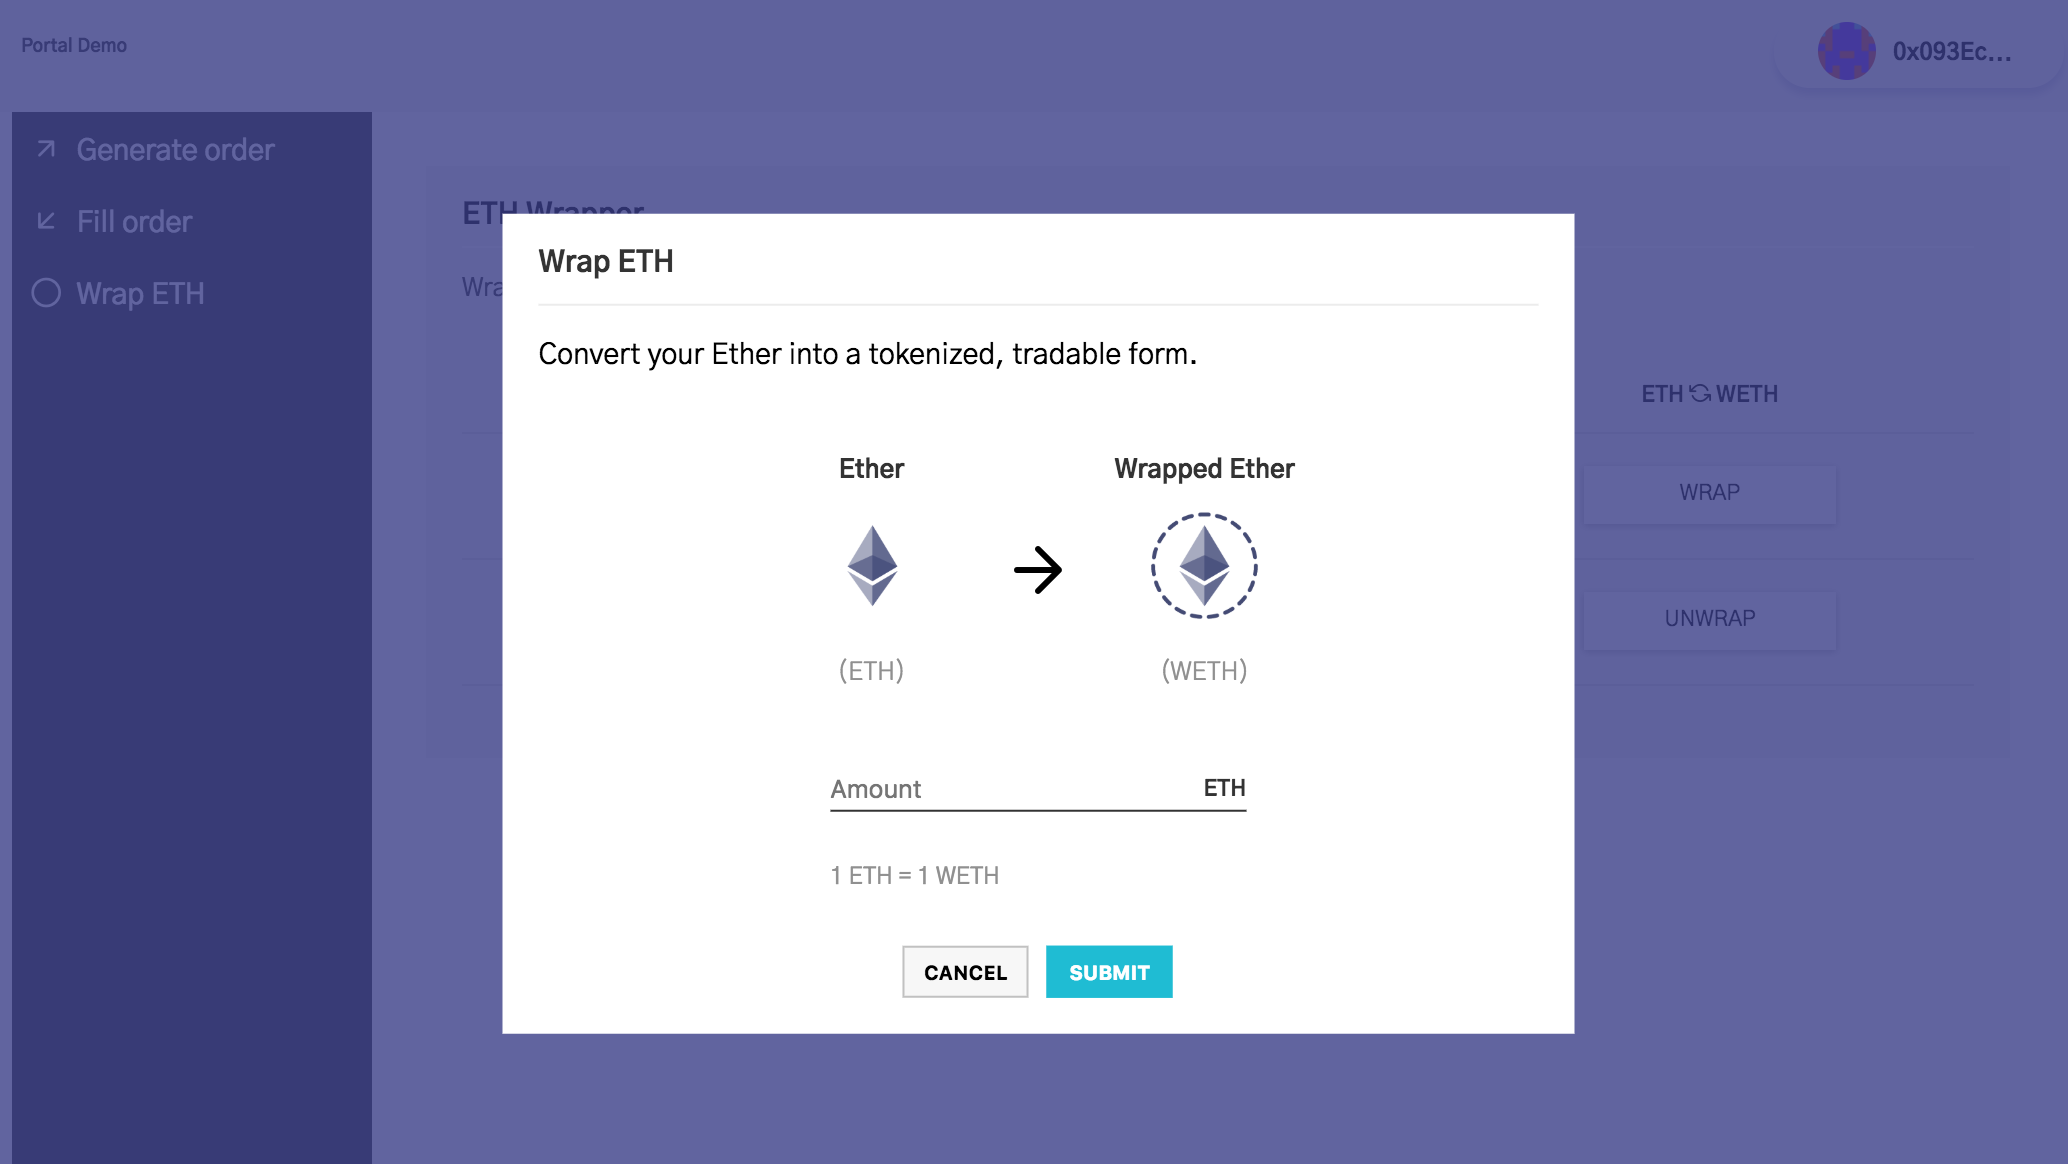 Portal Demo
0x093Ec...
Generate order
Fill order
Wrap ETH
ETH Wrapper
Wrap ETH
Convert your Ether into a tokenized, tradable form.
ETH WETH
Ether
Wrapped Ether
WRAP
UNWRAP
(ETH)
(WETH)
Amount ETH
1 ETH = 1 WETH
CANCEL
SUBMIT